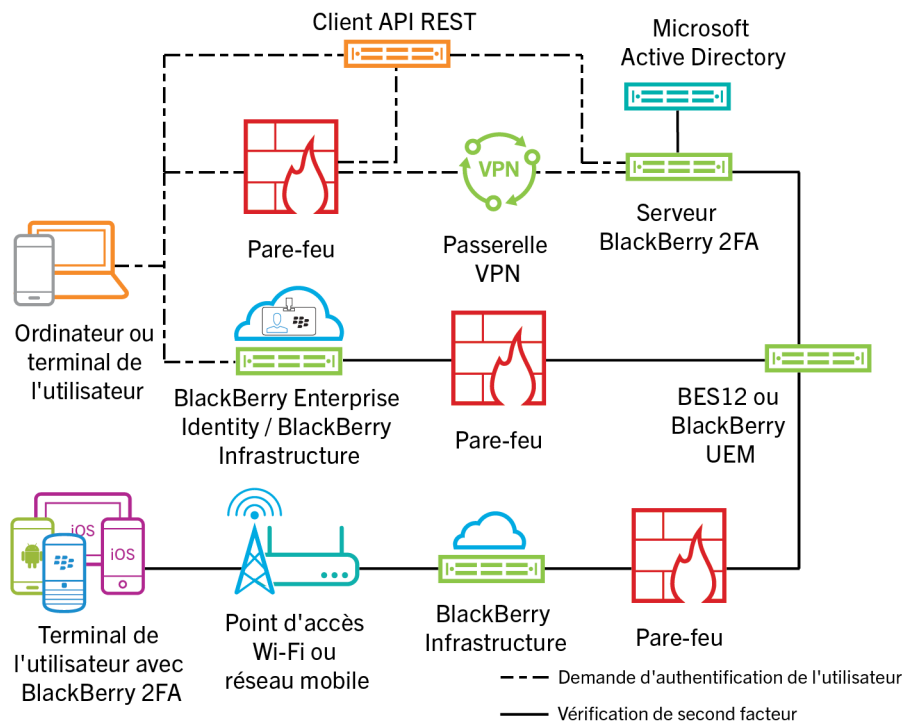 Client API REST
Microsoft
Active Directory
VPN
Pare-feu
Passerelle
VPN
Serveur
BlackBerry 2FA
Ordinateur ou
terminal de
l'utilisateur
BlackBerry Enterprise
Identity / BlackBerry
Infrastructure
Pare-feu
BES12 ou
BlackBerry
UEM
iOS
iOS
Terminal de
l'utilisateur avec
BlackBerry 2FA
Point d'accès
Wi-Fi ou
réseau mobile
BlackBerry
Infrastructure
Pare-feu
Demande d'authentification de l'utilisateur
Vérification de second facteur